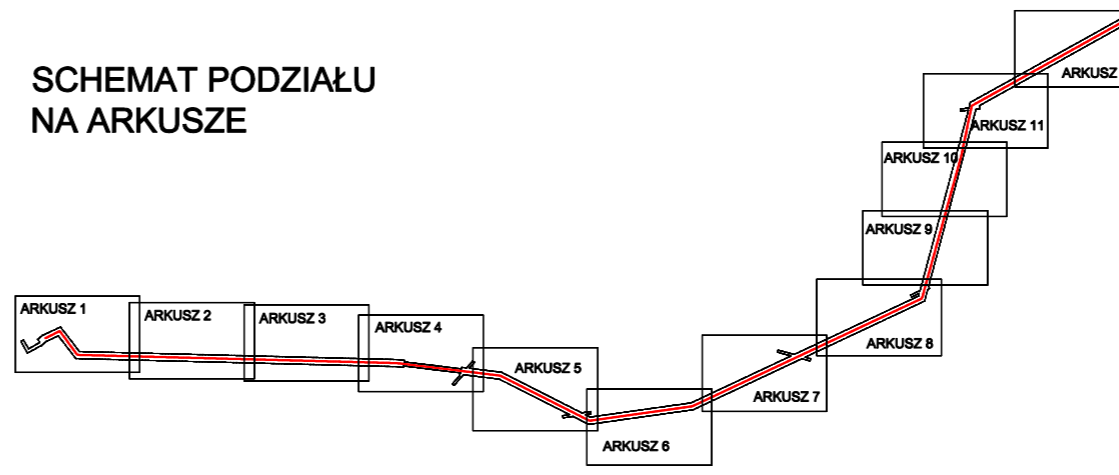 SCHEMAT PODZIAŁU
NA ARKUSZE
ARKUSZ
ARKUSZ 11
ARKUSZ 10
ARKUSZ 9
ARKUSZ 1
ARKUSZ 2
ARKUSZ 3
ARKUSZ 4
ARKUSZ 5
ARKUSZ 6
ARKUSZ 7
ARKUSZ 8